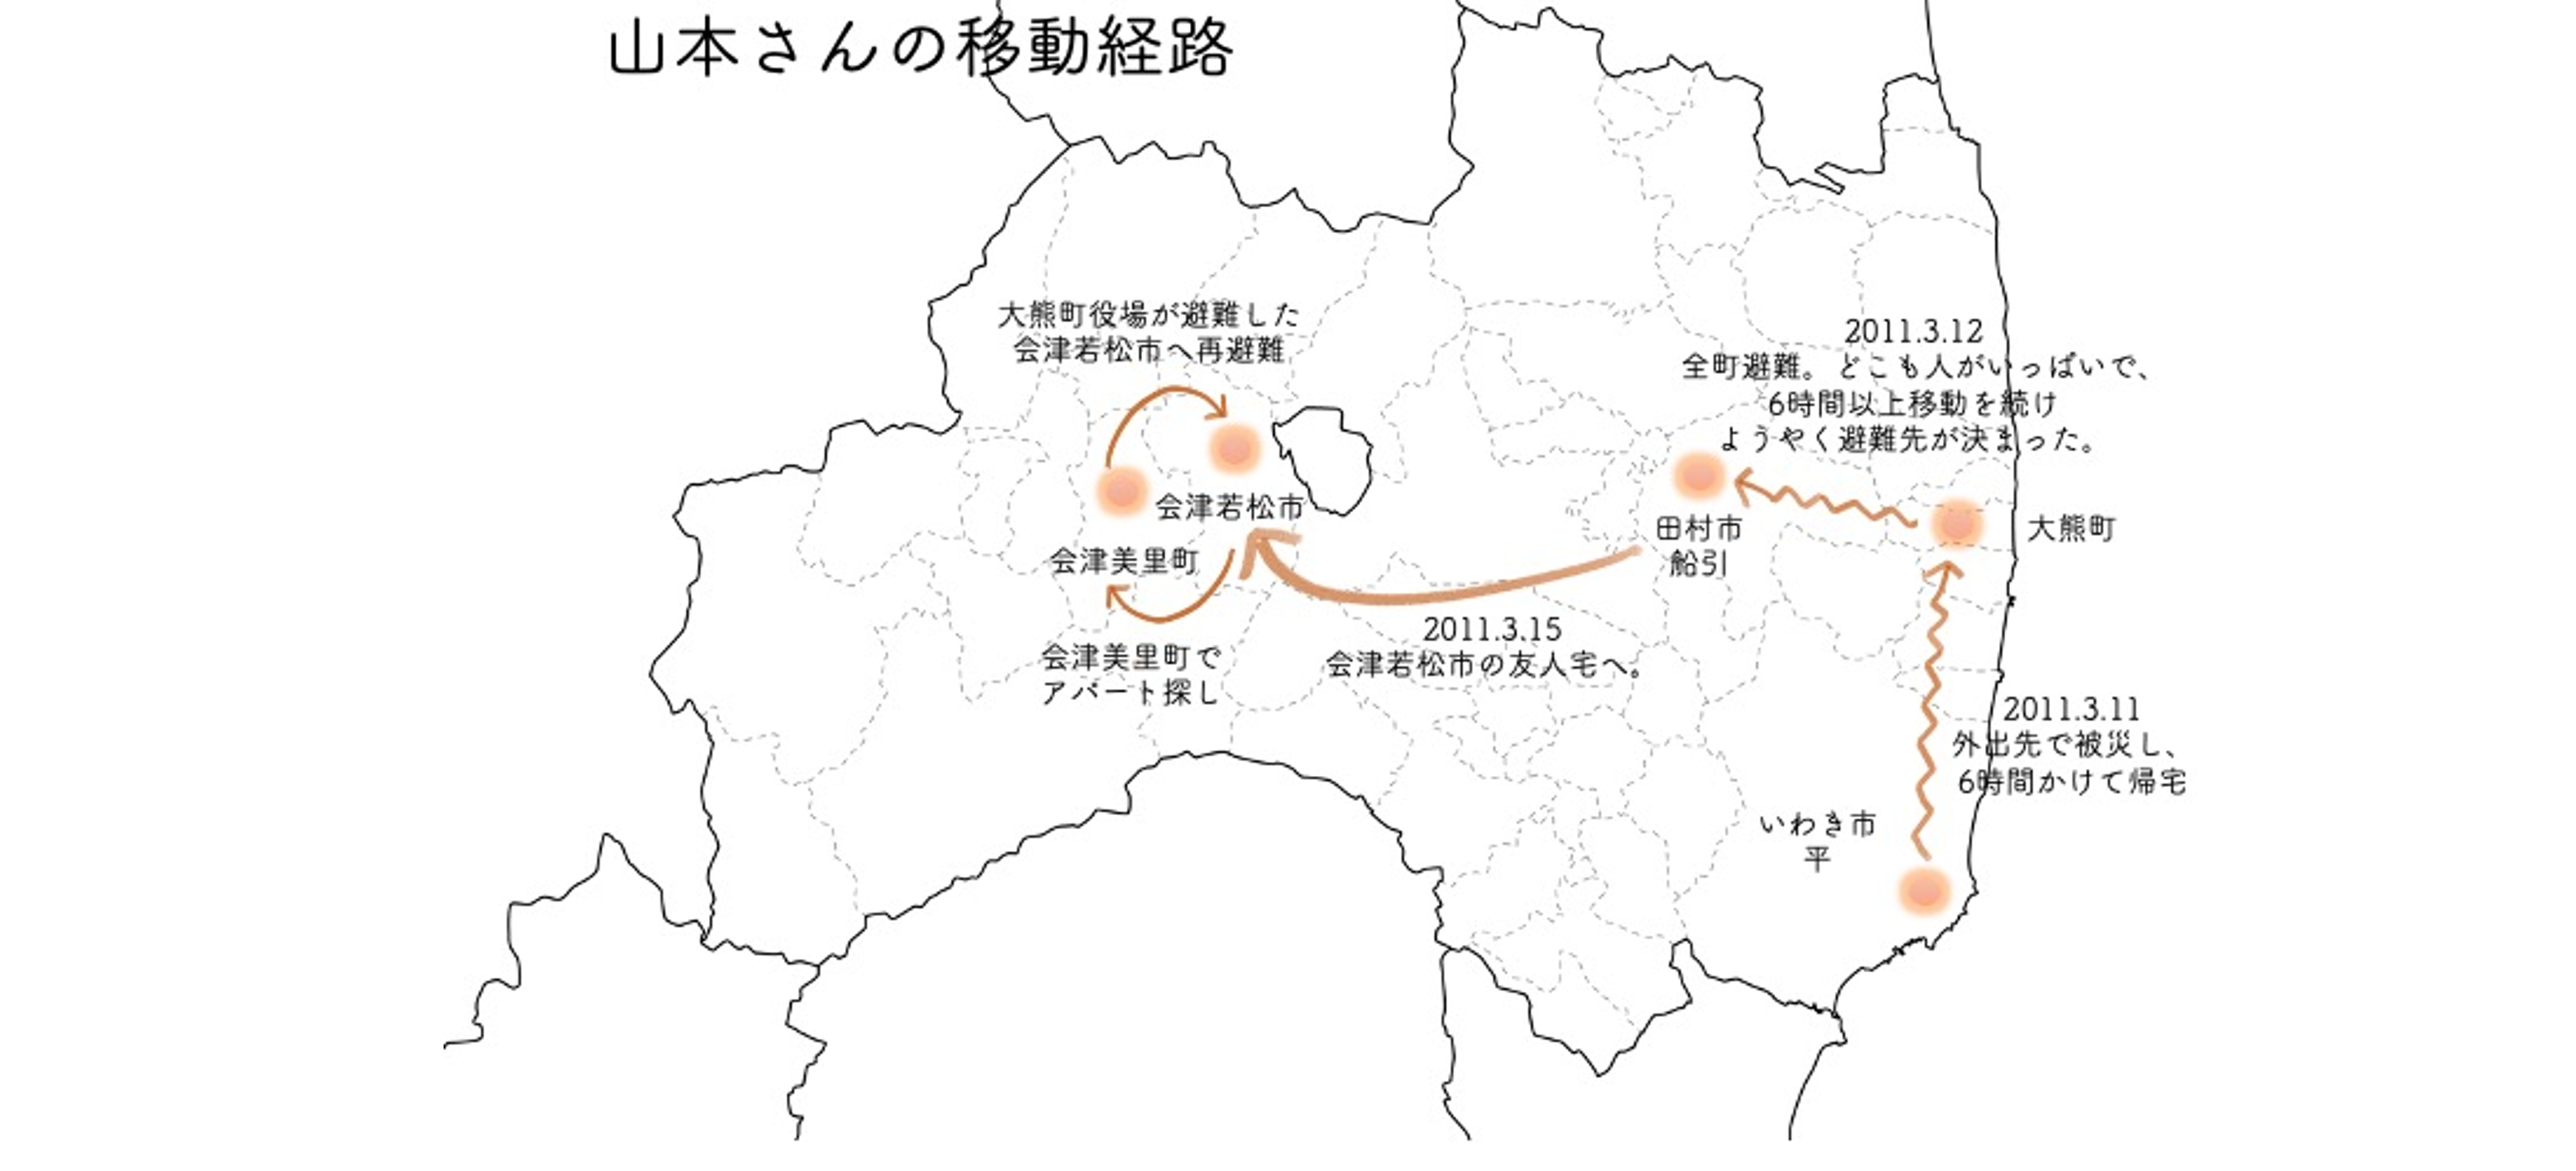 山本さんの移動経路
大熊町役場が避難した
会津若松市へ再避難
2011.3.12
全町避難。どこも人がいっぱいで、
6時間以上移動を続け
ようやく避難先が決まった。
会津若松市
田村市
船引
大熊町
会津美里町
2011.3.15
会津若松市の友人宅へ。
会津美里町で
アパート探し
2011.3.11
外出先で被災し、
6時間かけて帰宅
いわき市
平